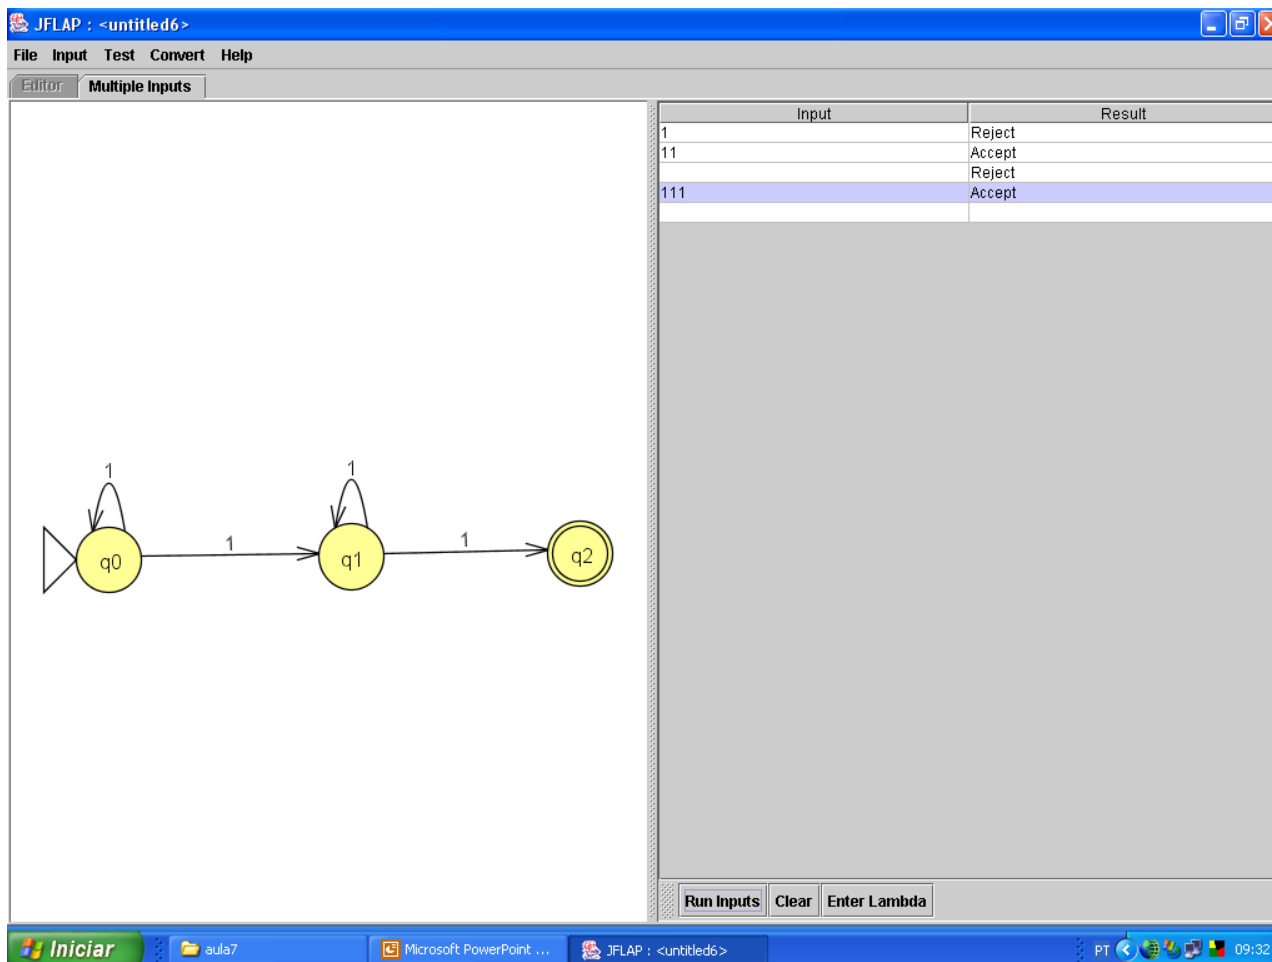 JFLAP : <untitled6>
File Input Test Convert Help
Editor Multiple Inputs
Input Result
1 Reject
11 Accept
Reject
111 Accept
1 1
q0 1 q1 1 q2
Run Inputs Clear Enter Lambda
Iniciar aula7 Microsoft PowerPoint ... JFLAP : <untitled6> PT 09:32